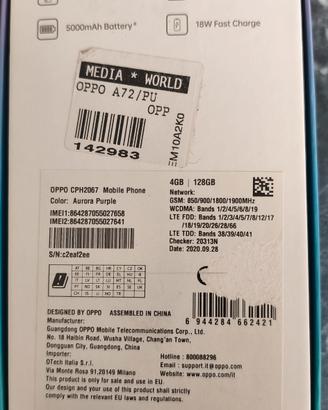 5000mAh Battery*
18W Fast Charge
MEDIA * WORLD
OPPO A72/PU
OPP
EM10A2K0
142983
OPPO CPH2067 Mobile Phone
Color: Aurora Purple
IMEI1:864287055027658
IMEI2:864287055027641
S/N:c2eaf2ee
4GB | 128GB
Network:
GSM: 850/900/1800/1900MHz
WCDMA: Bands 1/2/4/5/6/8/19
LTE FDD: Bands 1/2/3/4/5/7/8/12/17
/18/19/20/26/28/66
LTE TDD: Bands 38/39/40/41
Checker: 20313N
Date: 2020.09.28
6 944284 662421
DESIGNED BY OPPO ASSEMBLED IN CHINA
Manufacturer:
Guangdong OPPO Mobile Telecommunications Corp., Ltd.
No. 18 Haibin Road, Wusha Village, Chang'an Town,
Dongguan City, Guangdong, China
Importer:
OTech Italia S.r.l.
Via Monte Rosa 91,20149 Milano
Hotline : 800088296
Email : support.it@oppo.com
Website: www.oppo.com/it
This product is only for sale and use in EU.
Our design and your use of this product shall strictly
comply with the relevant EU laws and regulations.